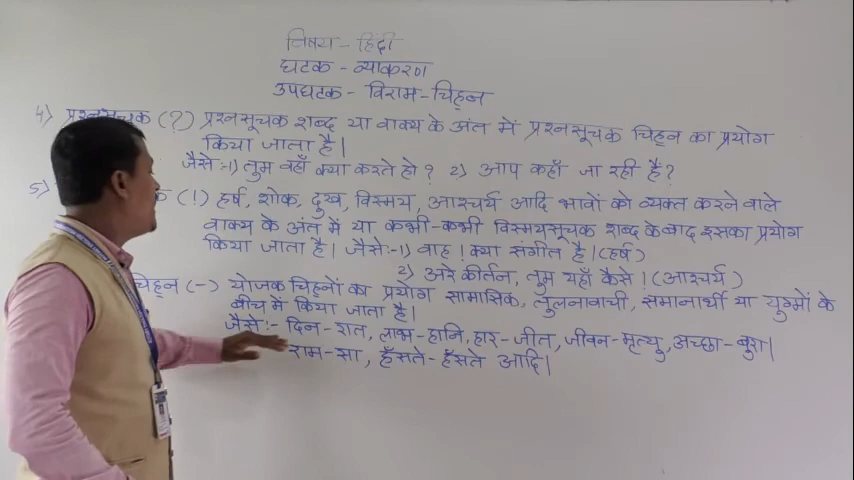 विषय - हिंदी
घटक - व्याकरण
उपघटक - विराम-चिह्न
4) प्रश्नसूचक (?) प्रश्नसूचक शब्द या वाक्य के अंत में प्रश्नसूचक चिह्न का प्रयोग
किया जाता है।
जैसे :-1) तुम वहाँ क्या करते हो? 2) आप कहाँ जा रही हैं?
5) क (!) हर्ष, शोक, दुख, विस्मय, आश्चर्य आदि भावों को व्यक्त करने वाले
वाक्य के अंत में या कभी-कभी विस्मयसूचक शब्द के बाद इसका प्रयोग
किया जाता है। जैसे:-1) वाह! क्या संगीत है। (हर्ष)
2) अरे कीर्तन, तुम यहाँ कैसे! (आश्चर्य)
चिह्न (-) योजक चिह्नों का प्रयोग सामासिक, तुलनावाची, समानार्थी या युग्मों के
बीच में किया जाता है।
जैसे:- दिन-रात, लाभ-हानि, हार-जीत, जीवन-मृत्यु, अच्छा-बुरा।
राम-सा, हँसते-हँसते आदि।